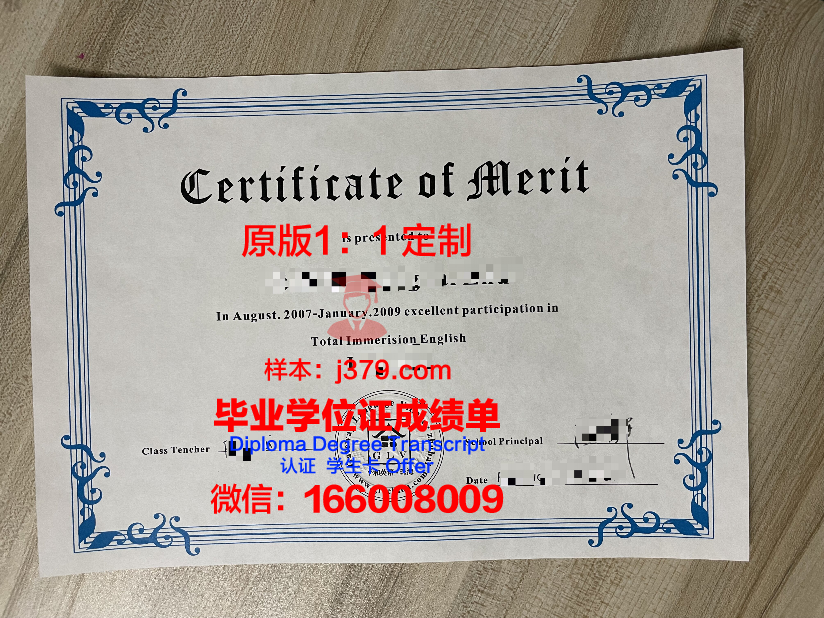 Certificate of Merit
is presented to
原版1：1 定制
In August, 2007-January,2009 excellent participation in
Total Immerision English
样本：j379.com
毕业学位证成绩单
Class Tencher
Diploma Degree Transcript
School Principal
认证 学生卡 Offer
Date
微信：166008009